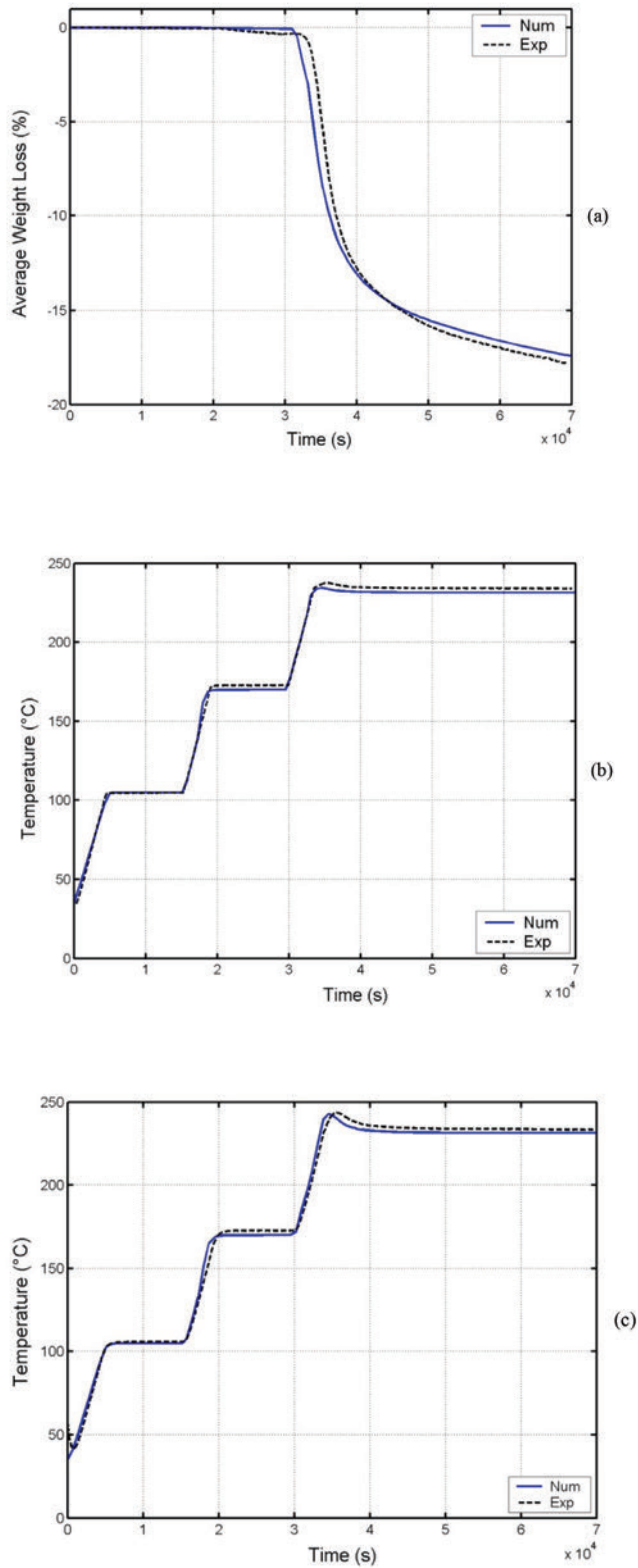 0
-5
-10
-15
-20
Average Weight Loss (%)
Num
Exp
0 1 2 3 4 5 6 7
Time (s)
x 10^4
(a)
250
200
150
100
50
0
Temperature (°C)
Num
Exp
0 1 2 3 4 5 6 7
Time (s)
x 10^4
(b)
250
200
150
100
50
0
Temperature (°C)
Num
Exp
0 1 2 3 4 5 6 7
Time (s)
x 10^4
(c)